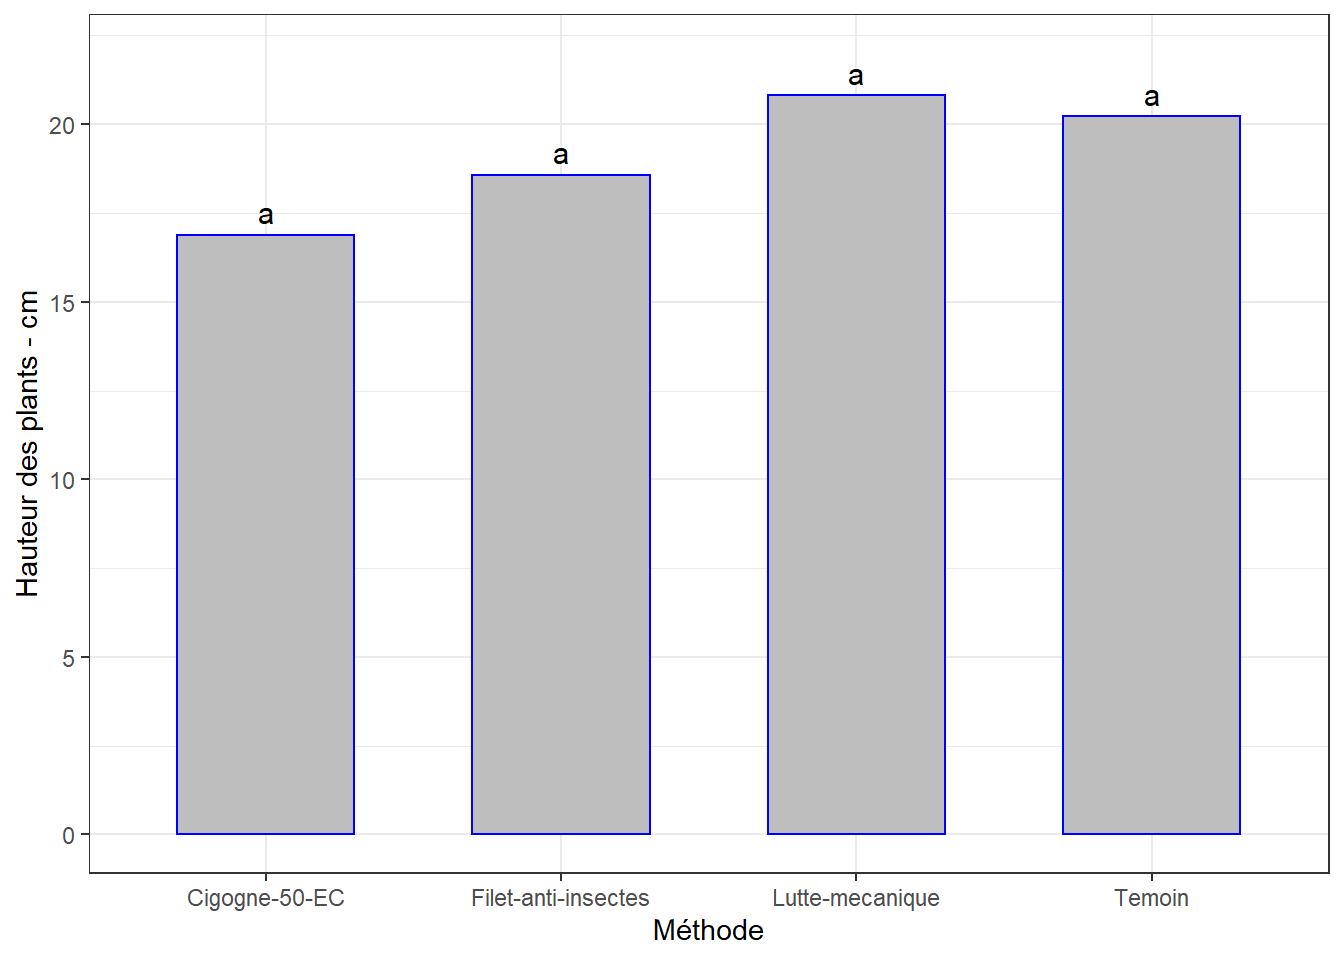 a
a
a
a
20
15
10
5
0
Hauteur des plants - cm
Cigogne-50-EC
Filet-anti-insectes
Lutte-mecanique
Temoin
Méthode